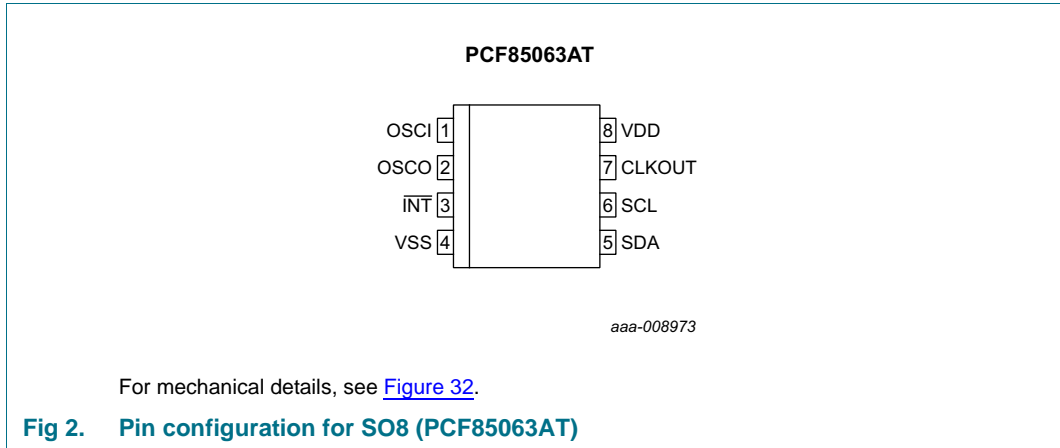 PCF85063AT
OSCI 1 8 VDD
OSCO 2 7 CLKOUT
INT 3 6 SCL
VSS 4 5 SDA
aaa-008973
For mechanical details, see Figure 32.
Fig 2. Pin configuration for SO8 (PCF85063AT)